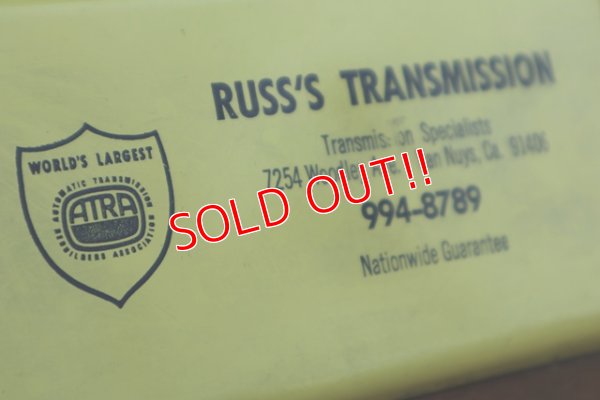 WORLD'S LARGEST
AUTOMATIC TRANSMISSION
ATRA
REBUILDERS ASSOCIATION
RUSS'S TRANSMISSION
Transmission Specialists
7254 Woodley Ave. Van Nuys, Ca. 91406
994-8789
Nationwide Guarantee
SOLD OUT!!